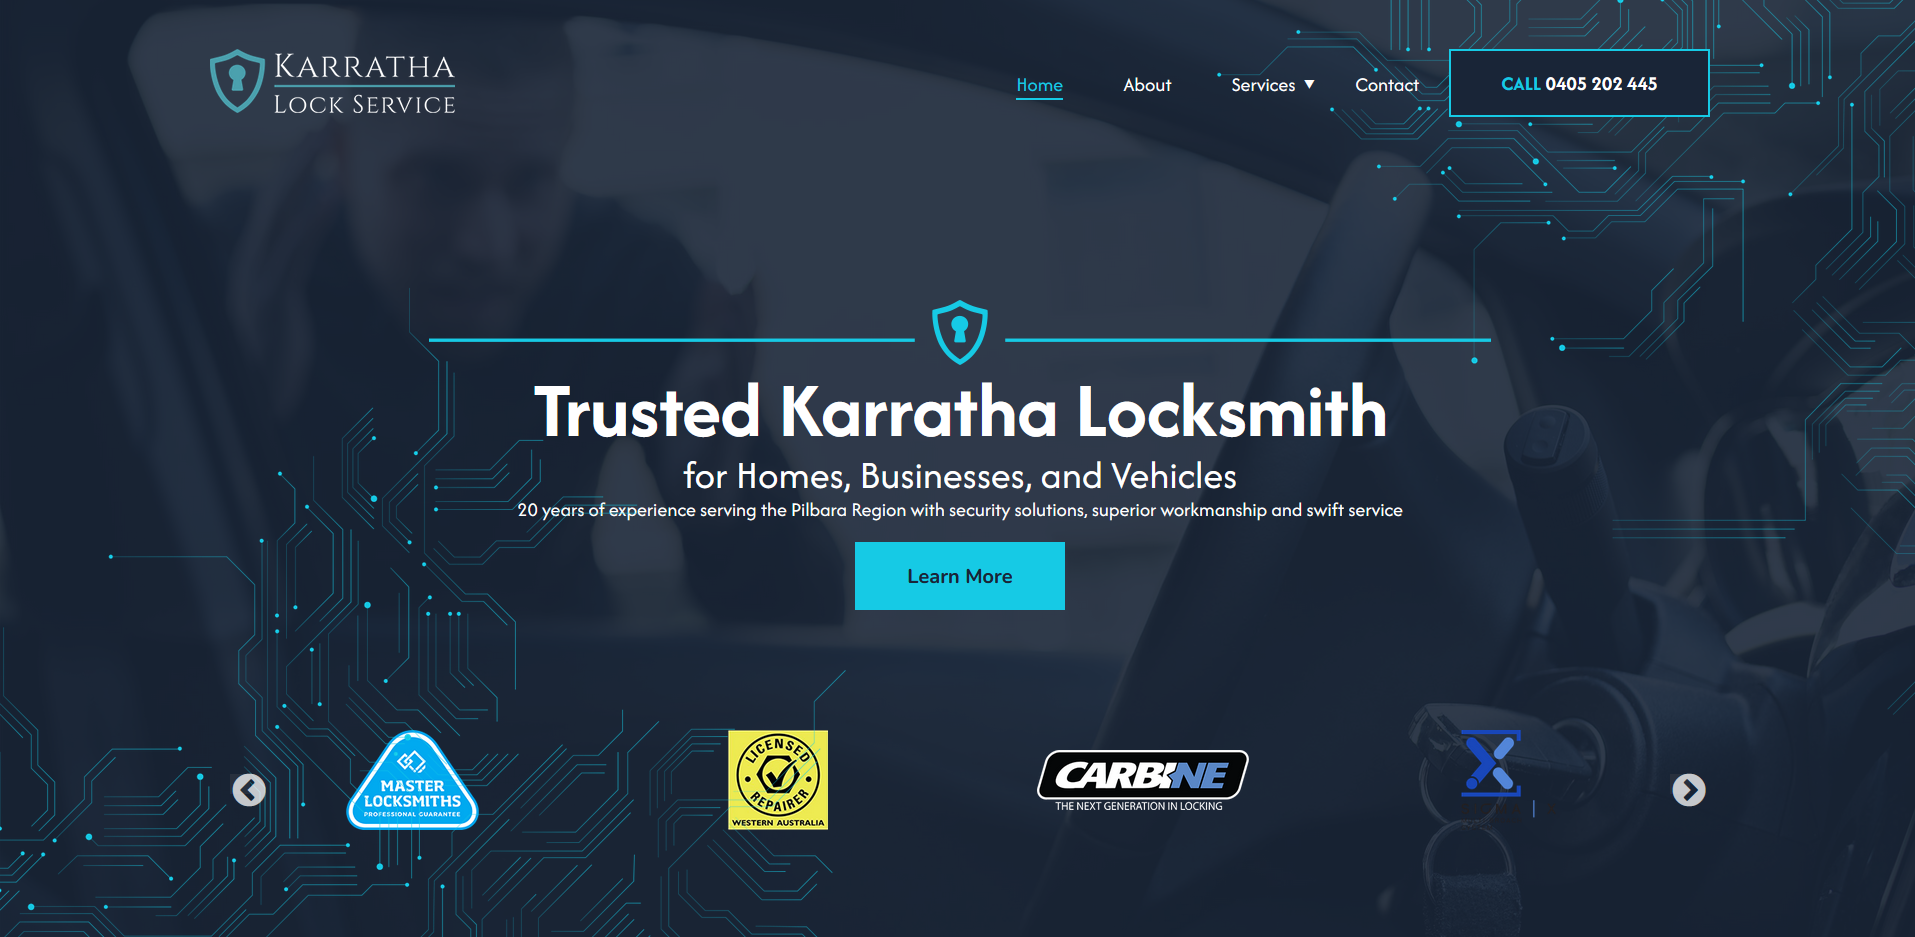 KARRATHA
LOCK SERVICE
Home
About
Services ▼
Contact
CALL 0405 202 445
Trusted Karratha Locksmith
for Homes, Businesses, and Vehicles
20 years of experience serving the Pilbara Region with security solutions, superior workmanship and swift service
Learn More
MASTER
LOCKSMITHS
PROFESSIONAL GUARANTEE
LICENSED
REPAIRER
WESTERN AUSTRALIA
CARBINE
THE NEXT GENERATION IN LOCKING